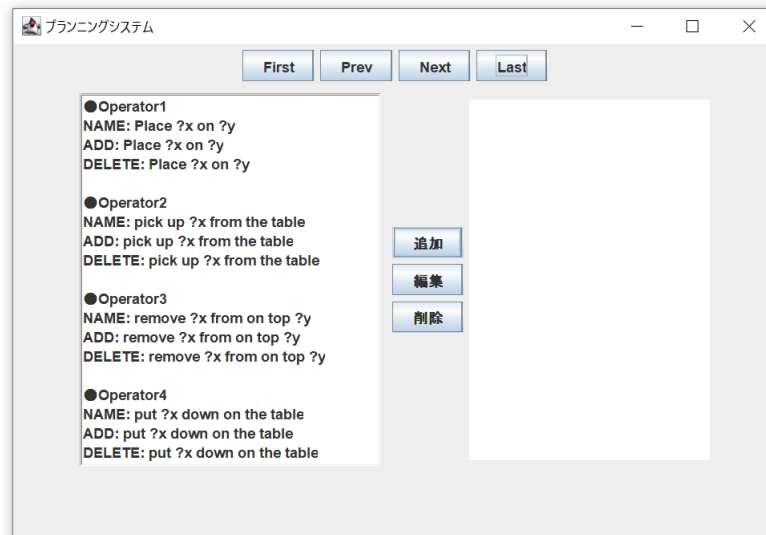 プランニングシステム
First Prev Next Last
●Operator1
NAME: Place ?x on ?y
ADD: Place ?x on ?y
DELETE: Place ?x on ?y
●Operator2
NAME: pick up ?x from the table
ADD: pick up ?x from the table
DELETE: pick up ?x from the table
●Operator3
NAME: remove ?x from on top ?y
ADD: remove ?x from on top ?y
DELETE: remove ?x from on top ?y
●Operator4
NAME: put ?x down on the table
ADD: put ?x down on the table
DELETE: put ?x down on the table
追加
編集
削除